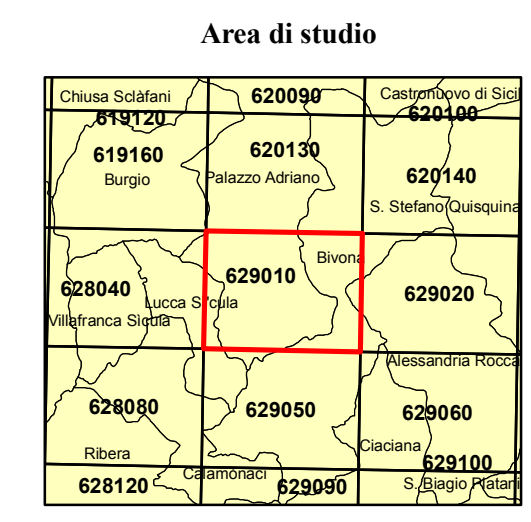 Area di studio
Chiusa Sclàfani
620090
Castronuovo di Sicil
619120
620100
619160
620130
Burgio
Palazzo Adriano
620140
S. Stefano Quisquina
Bivona
629010
628040
629020
Lucca Sicula
Villafranca Sicula
Alessandria Rocca
628080
629050
629060
Ribera
Ciaciana
629100
Calamònaci
628120
629090
S. Biagio Platani